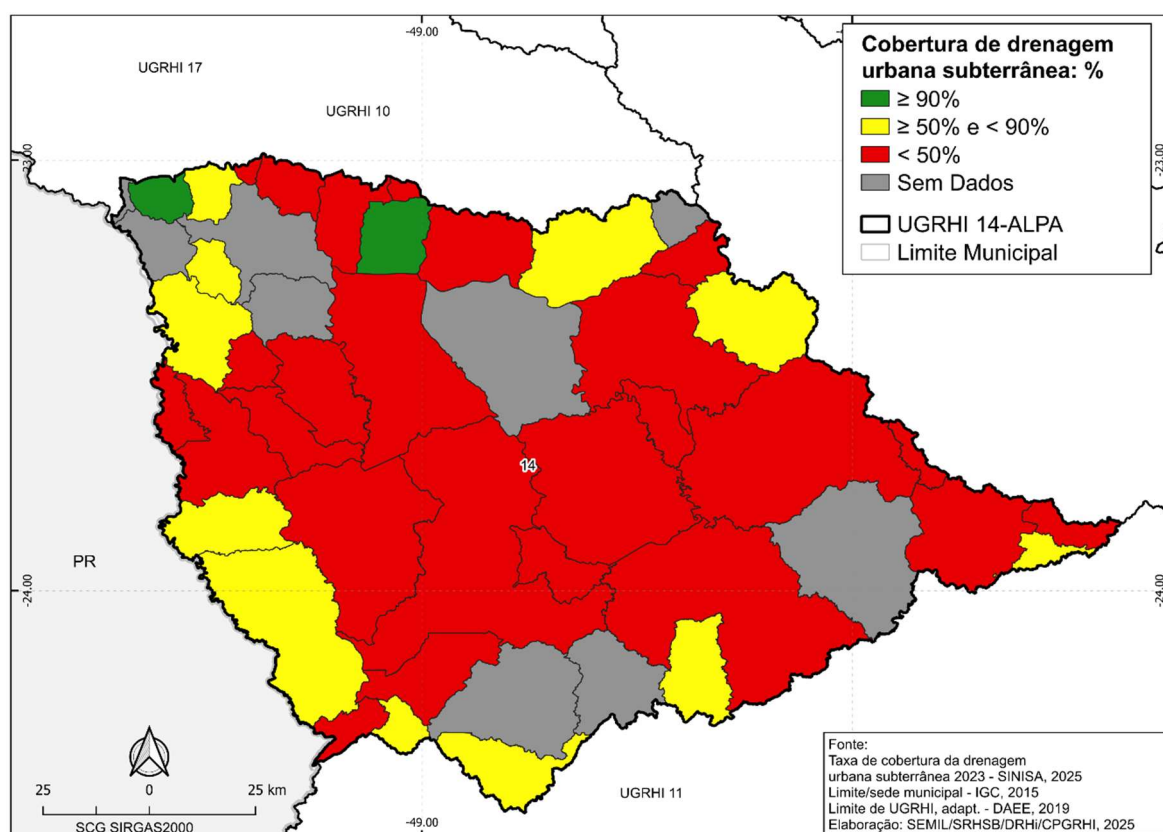 -49.00
UGRHI 17
UGRHI 10
Cobertura de drenagem
urbana subterrânea: %
≥ 90%
≥ 50% e < 90%
< 50%
Sem Dados
UGRHI 14-ALPA
Limite Municipal
-23.00
-23.00
14
PR
-24.00
-24.00
25 0 25 km
SCG SIRGAS2000
-49.00
UGRHI 11
Fonte:
Taxa de cobertura da drenagem
urbana subterrânea 2023 - SINISA, 2025
Limite/sede municipal - IGC, 2015
Limite de UGRHI, adapt. - DAEE, 2019
Elaboração: SEMIL/SRHSB/DRHi/CPGRHI, 2025